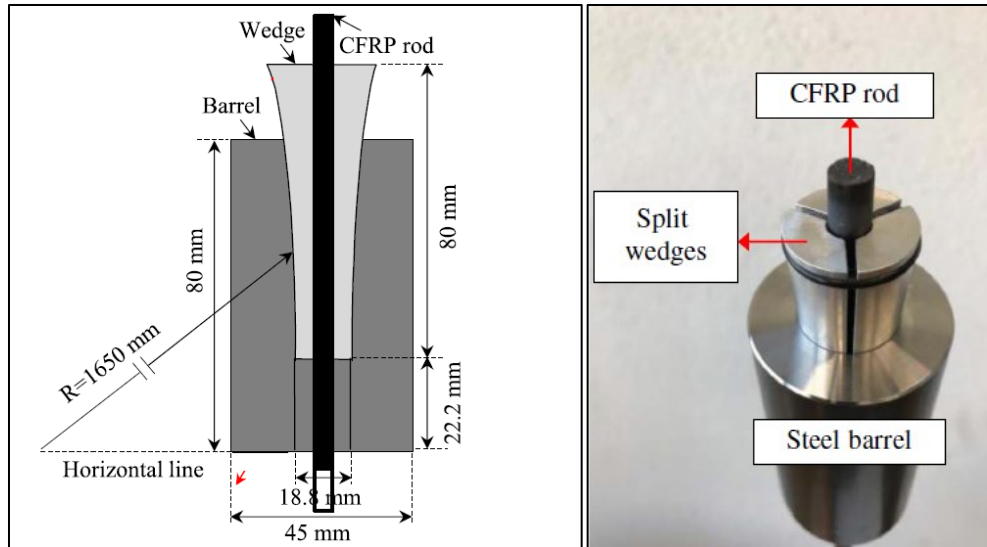 Wedge
CFRP rod
Barrel
80 mm
80 mm
R=1650 mm
22.2 mm
Horizontal line
18.8 mm
45 mm
CFRP rod
Split
wedges
Steel barrel